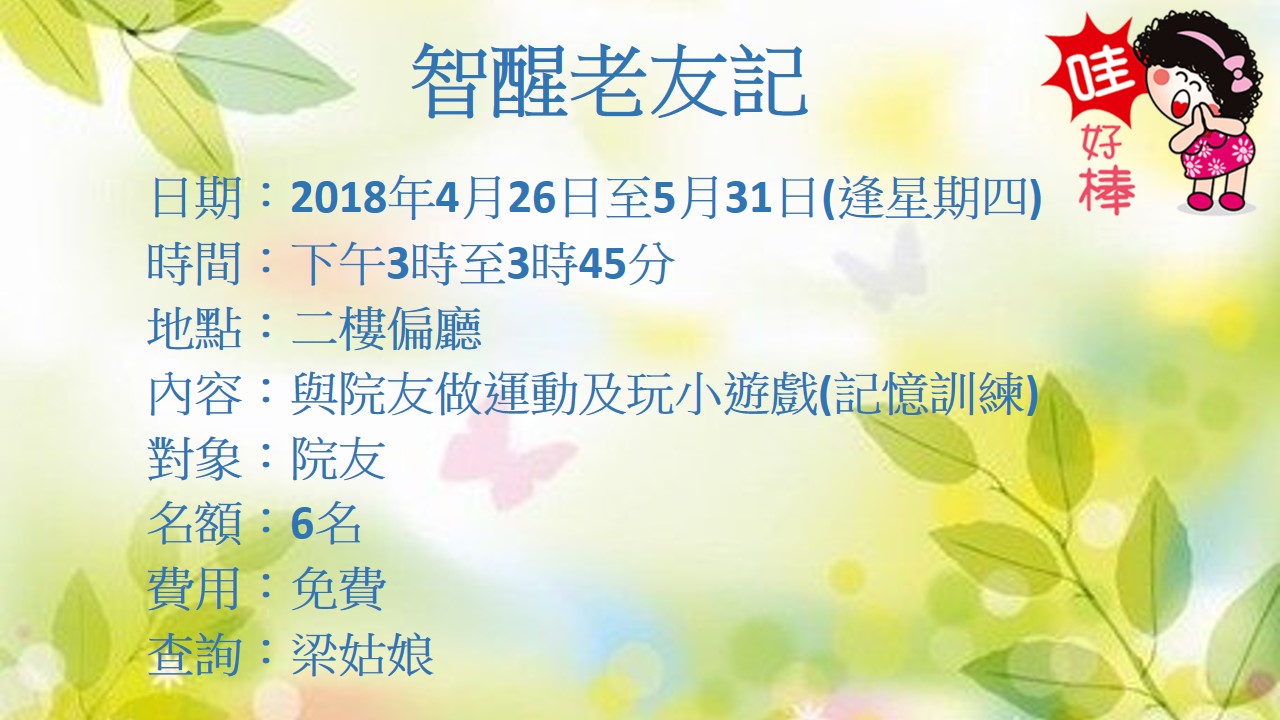 智醒老友記
哇
好
棒
日期：2018年4月26日至5月31日(逢星期四)
時間：下午3時至3時45分
地點：二樓偏廳
內容：與院友做運動及玩小遊戲(記憶訓練)
對象：院友
名額：6名
費用：免費
查詢：梁姑娘